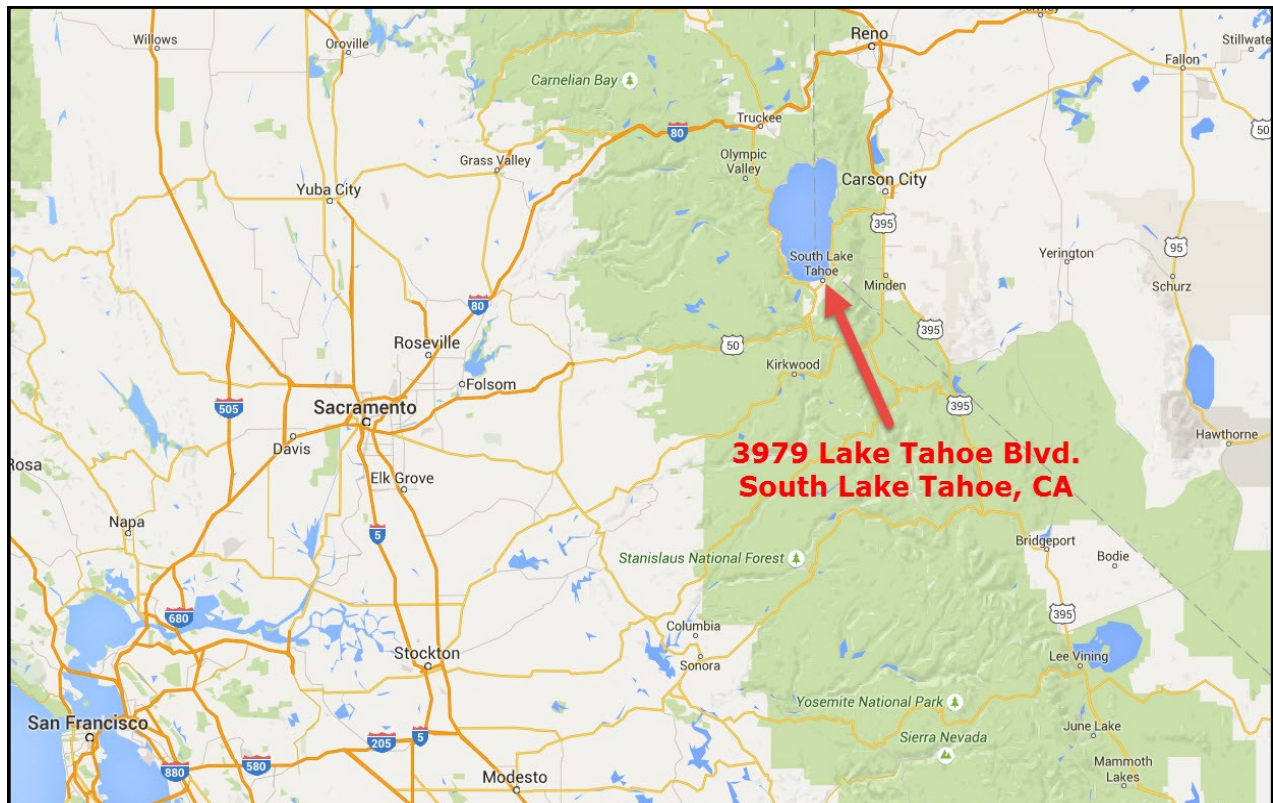 Willows
Oroville
Reno
Fernley
Stillwater
Fallon
Carnelian Bay
50
Truckee
80
Grass Valley
Olympic
Valley
Yuba City
Carson City
395
95
South Lake
Tahoe
Yerington
Minden
Schurz
80
Roseville
50
395
Kirkwood
Folsom
505
Sacramento
395
Davis
Hawthorne
3979 Lake Tahoe Blvd.
South Lake Tahoe, CA
Rosa
Elk Grove
Napa
5
Bridgeport
Bodie
Stanislaus National Forest
680
395
Columbia
Stockton
Sonora
Lee Vining
Yosemite National Park
San Francisco
June Lake
205
5
Sierra Nevada
880
580
Modesto
Mammoth
Lakes